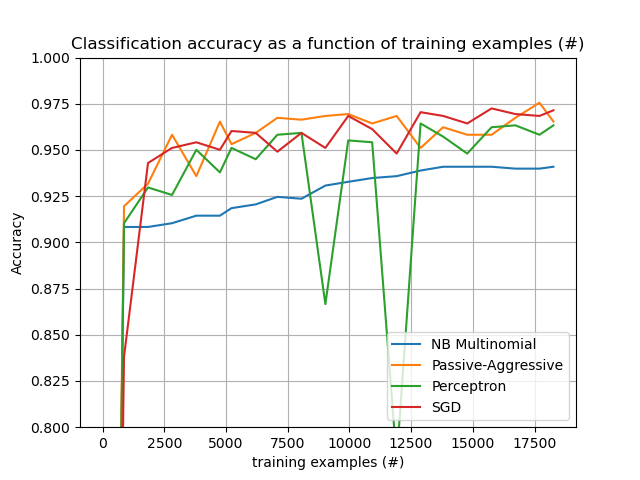 Classification accuracy as a function of training examples (#)
1.000
0.975
0.950
0.925
0.900
0.875
0.850
0.825
0.800
Accuracy
NB Multinomial
Passive-Aggressive
Perceptron
SGD
0 2500 5000 7500 10000 12500 15000 17500
training examples (#)